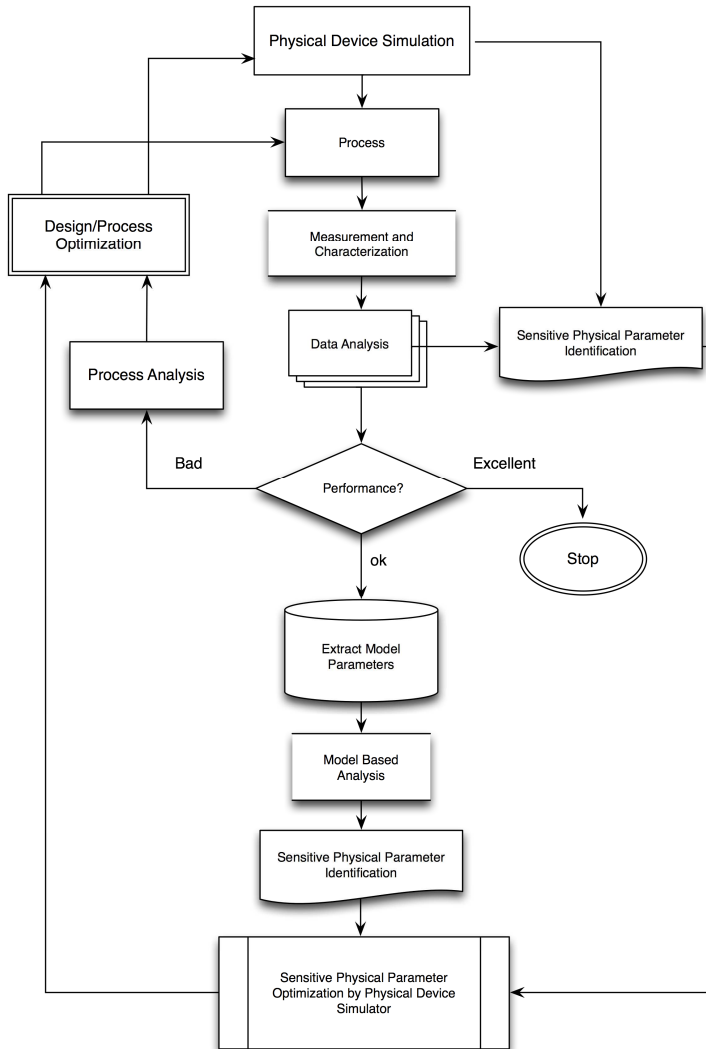 Physical Device Simulation
Process
Design/Process
Optimization
Measurement and
Characterization
Data Analysis
Sensitive Physical Parameter
Identification
Process Analysis
Bad
Excellent
Performance?
Stop
ok
Extract Model
Parameters
Model Based
Analysis
Sensitive Physical Parameter
Identification
Sensitive Physical Parameter
Optimization by Physical Device
Simulator